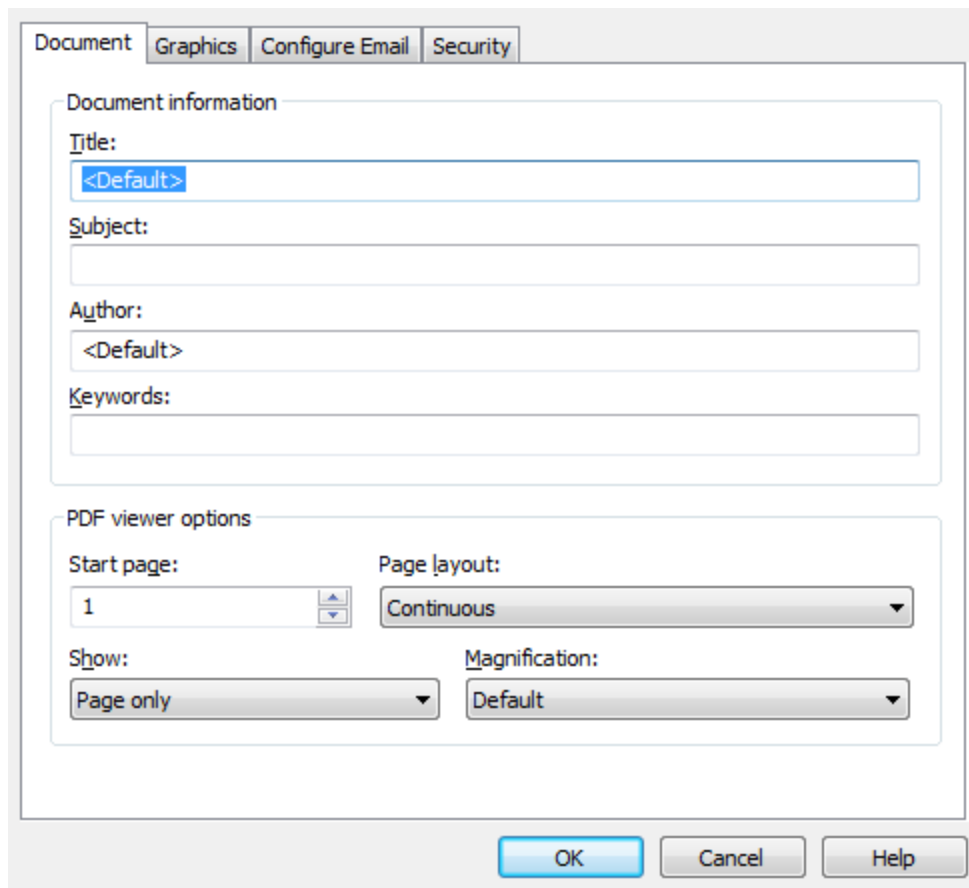 Document Graphics Configure Email Security
Document information
Title:
<Default>
Subject:
Author:
<Default>
Keywords:
PDF viewer options
Start page: Page layout:
1 Continuous
Show: Magnification:
Page only Default
OK Cancel Help